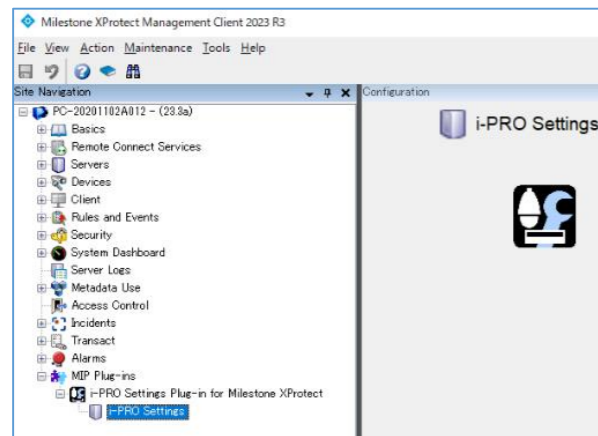 Milestone XProtect Management Client 2023 R3
File View Action Maintenance Tools Help
Site Navigation
Configuration
PC-20201102A012 - (23.3a)
i-PRO Settings
Basics
Remote Connect Services
Servers
Devices
Client
Rules and Events
Security
System Dashboard
Server Logs
Metadata Use
Access Control
Incidents
Transact
Alarms
MIP Plug-ins
i-PRO Settings Plug-in for Milestone XProtect
i-PRO Settings